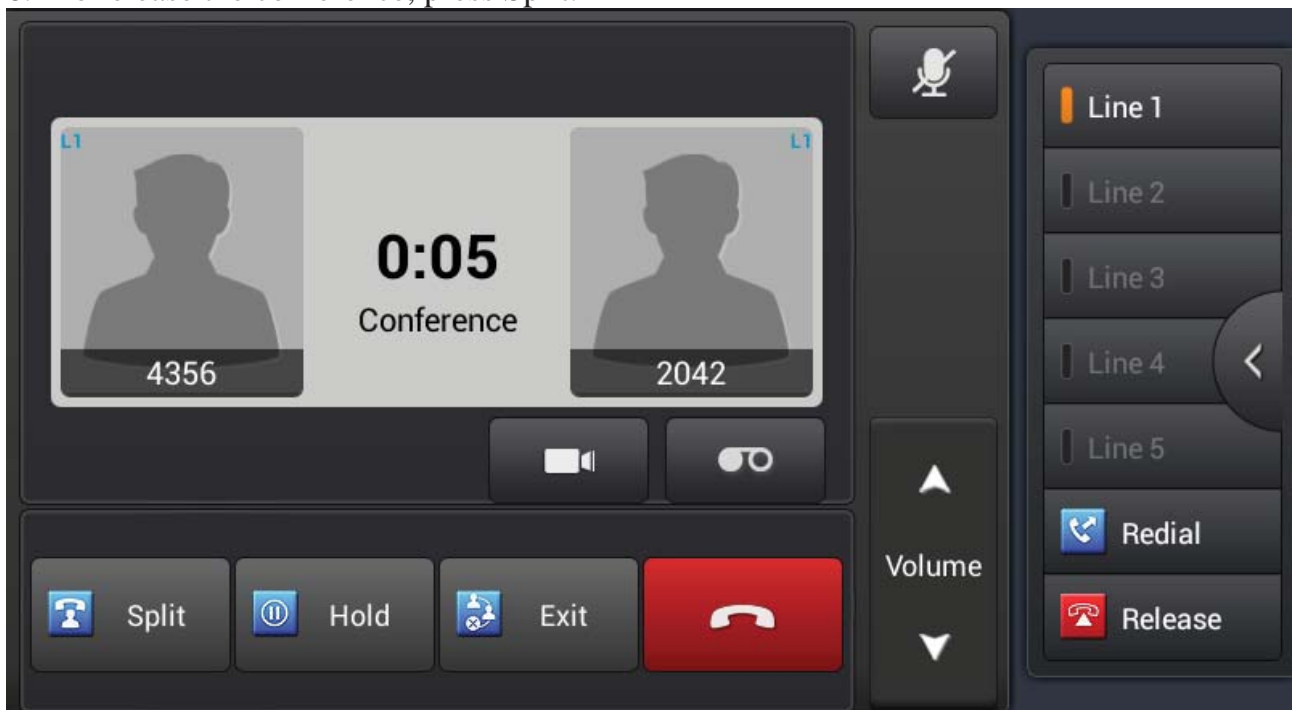 L1
L1
0:05
Conference
4356
2042
Split
Hold
Exit
Volume
Line 1
Line 2
Line 3
Line 4
Line 5
Redial
Release